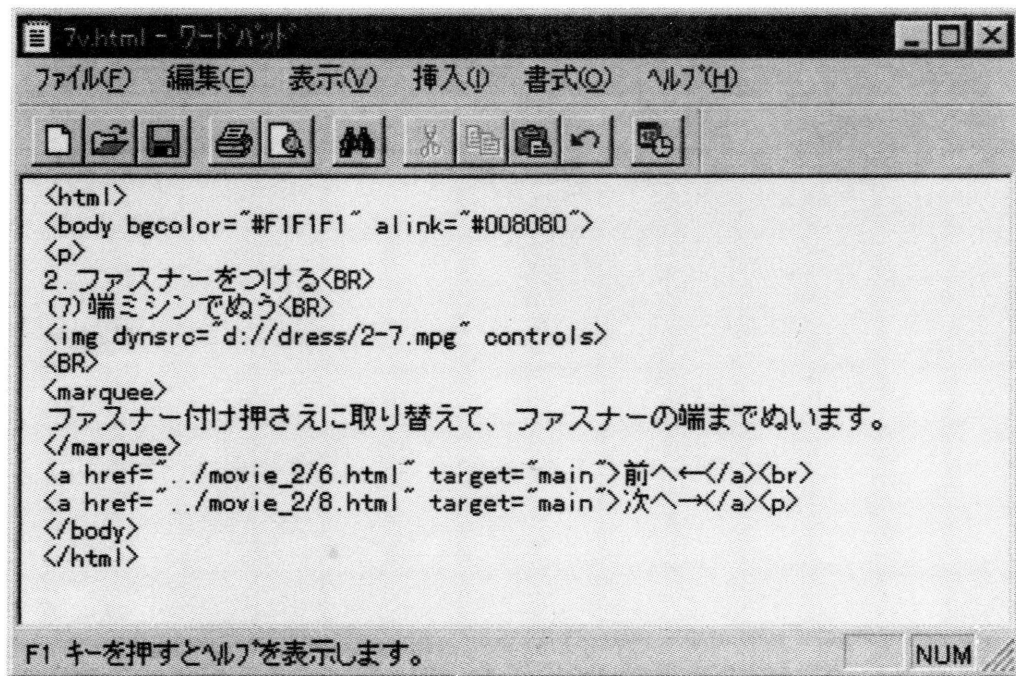 7v.html - ワードパッド
ファイル(F) 編集(E) 表示(V) 挿入(I) 書式(O) ヘルプ(H)
<html>
<body bgcolor="#F1F1F1" alink="#008080">
<p>
2.ファスナーをつける<BR>
(7)端ミシンでぬう<BR>
<img dynsrc="d://dress/2-7.mpg" controls>
<BR>
<marquee>
ファスナー付け押さえに取り替えて、ファスナーの端までぬいます。
</marquee>
<a href="../movie_2/6.html" target="main">前へ←</a><br>
<a href="../movie_2/8.html" target="main">次へ→</a><p>
</body>
</html>
F1 キーを押すとヘルプを表示します。
NUM